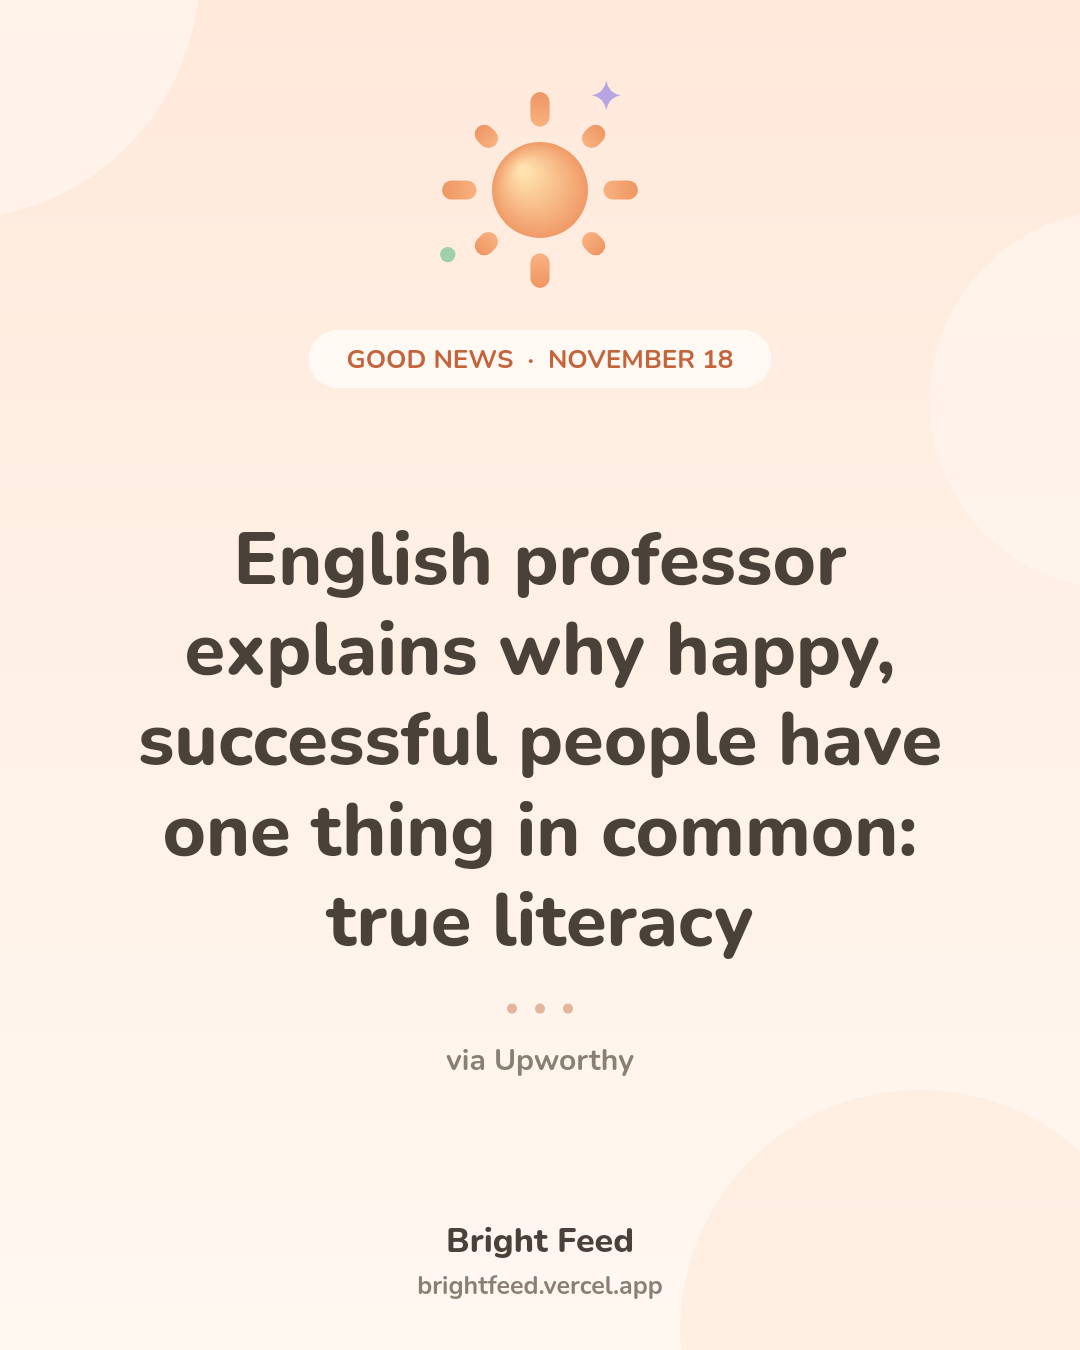 GOOD NEWS · NOVEMBER 18
English professor
explains why happy,
successful people have
one thing in common:
true literacy
via Upworthy
Bright Feed
brightfeed.vercel.app